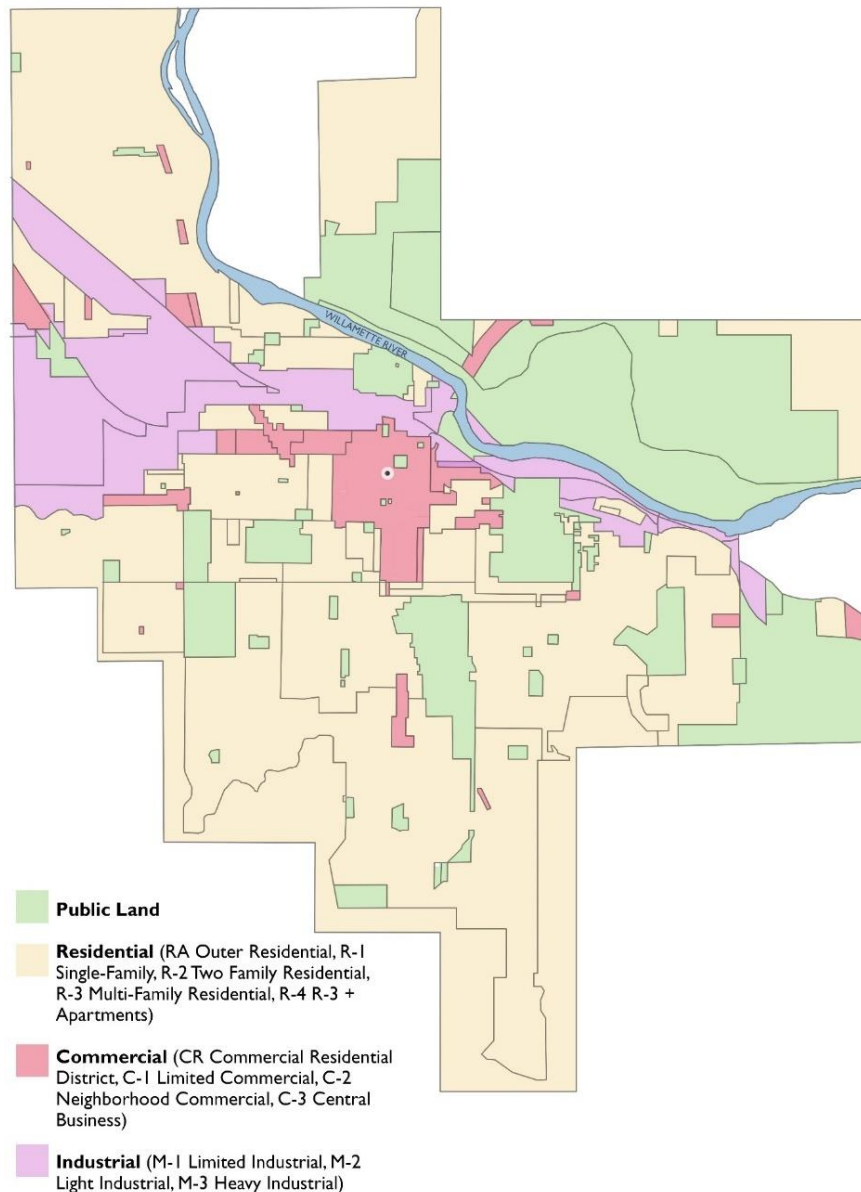 WILLAMETTE RIVER
Public Land
Residential (RA Outer Residential, R-1
Single-Family, R-2 Two Family Residential,
R-3 Multi-Family Residential, R-4 R-3 +
Apartments)
Commercial (CR Commercial Residential
District, C-1 Limited Commercial, C-2
Neighborhood Commercial, C-3 Central
Business)
Industrial (M-1 Limited Industrial, M-2
Light Industrial, M-3 Heavy Industrial)